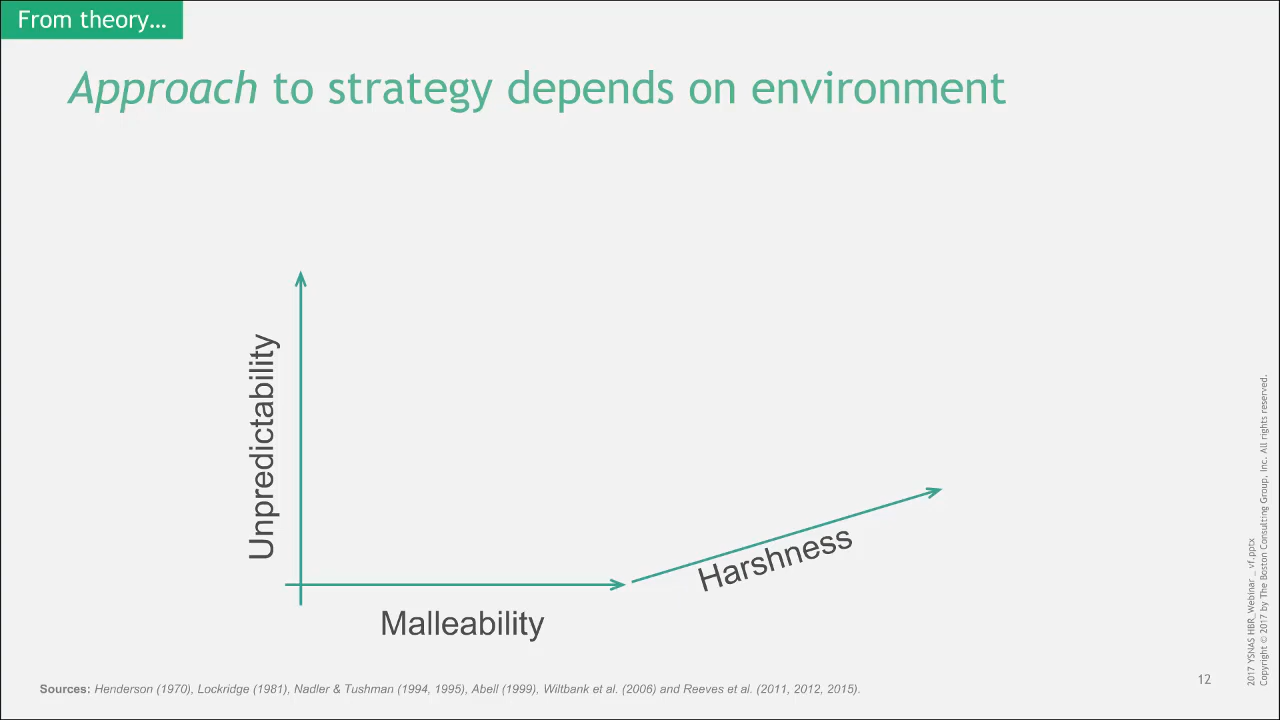 From theory…
Approach to strategy depends on environment
Unpredictability
Malleability
Harshness
Sources: Henderson (1970), Lockridge (1981), Nadler & Tushman (1994, 1995), Abell (1999), Wiltbank et al. (2006) and Reeves et al. (2011, 2012, 2015).
12
2017 YSNAS HBR_Webinar _ vf.pptx
Copyright © 2017 by The Boston Consulting Group, Inc. All rights reserved.